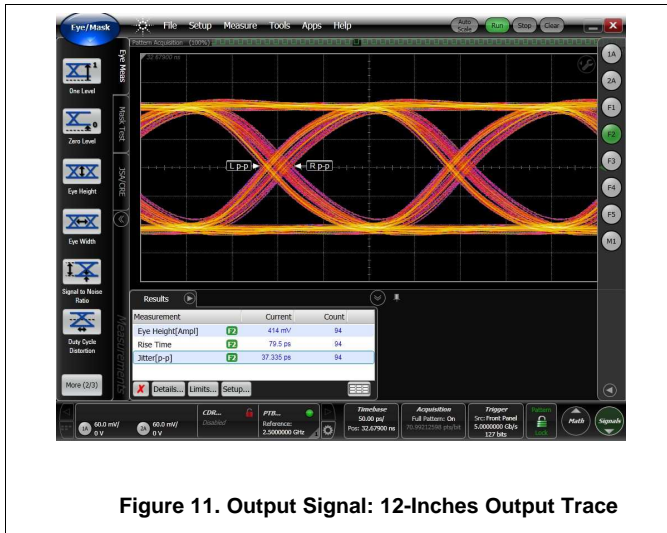 Eye/Mask
File Setup Measure Tools Apps Help
Auto Scale
Run
Stop
Clear
Pattern Acquisition (100%)
32.67900 ns
Eye Meas
Mask Test
JSA/CRE
One Level
Zero Level
Eye Height
Eye Width
Signal to Noise Ratio
Duty Cycle Distortion
More (2/3)
Measurements
L p-p
R p-p
1A
2A
F1
F2
F3
F4
F5
M1
Results
Measurement Current Count
Eye Height[Ampl] F2 414 mV 94
Rise Time F2 79.5 ps 94
Jitter[p-p] F2 37.335 ps 94
Details... Limits... Setup...
1A 60.0 mV/
0 V
2A 60.0 mV/
0 V
CDR...
Disabled
PTB...
Reference:
2.5000000 GHz
Timebase
50.00 ps/
Pos: 32.67900 ns
Acquisition
Full Pattern: On
70.99212598 pts/bit
Trigger
Src: Front Panel
5.0000000 Gb/s
127 bits
Pattern
Lock
Math
Signals
Figure 11. Output Signal: 12-Inches Output Trace